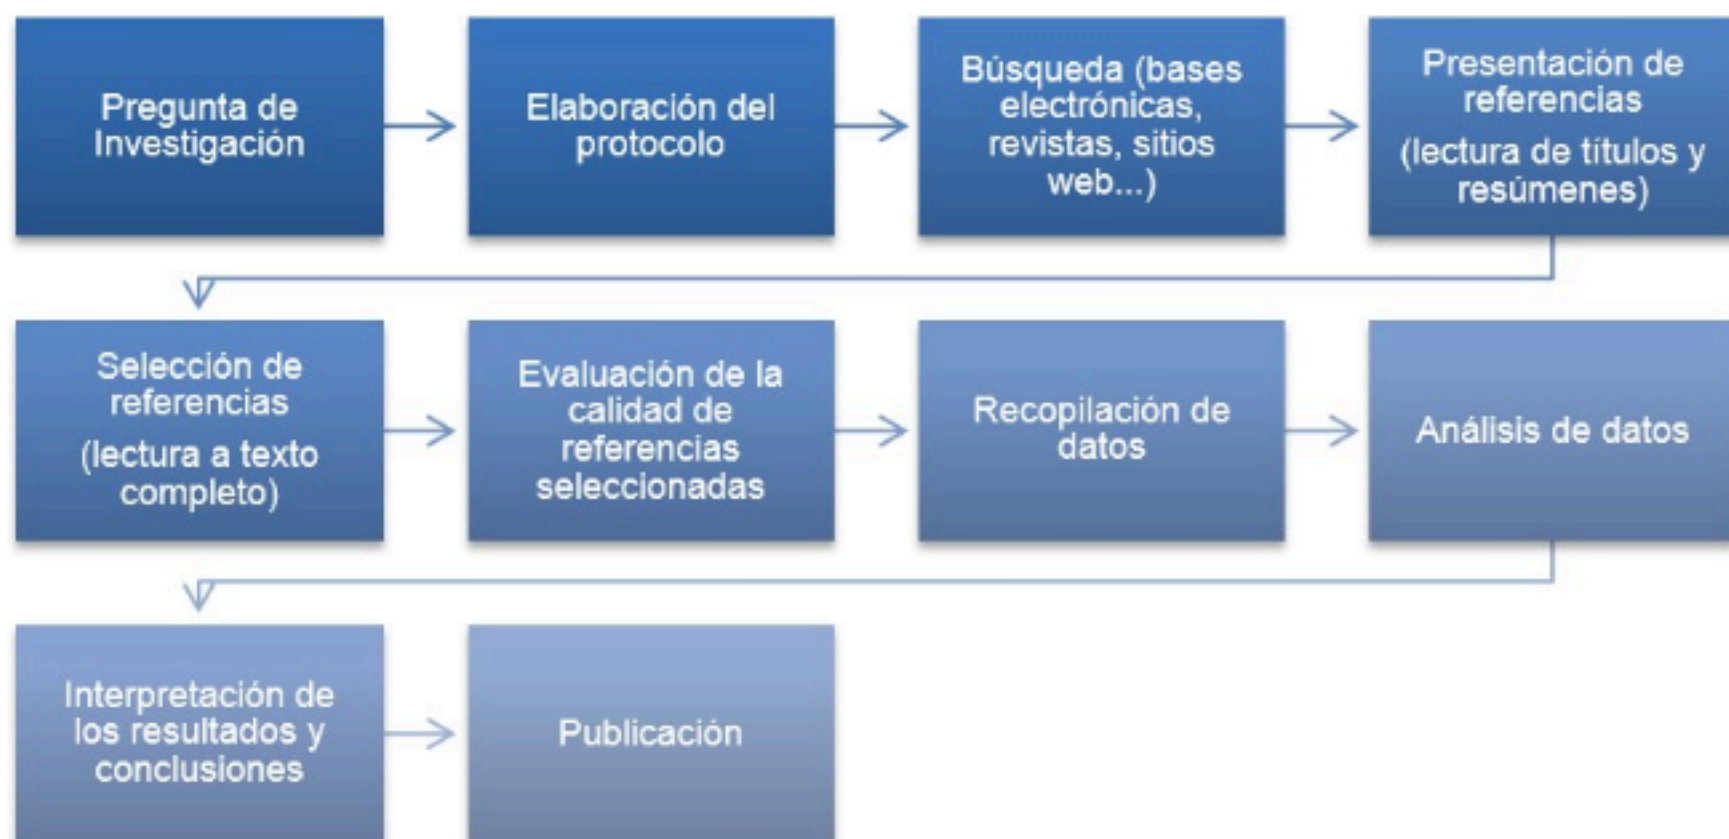 Pregunta de
Investigación
Elaboración del
protocolo
Búsqueda (bases
electrónicas,
revistas, sitios
web...)
Presentación de
referencias
(lectura de títulos y
resúmenes)
Selección de
referencias
(lectura a texto
completo)
Evaluación de la
calidad de
referencias
seleccionadas
Recopilación de
datos
Análisis de datos
Interpretación de
los resultados y
conclusiones
Publicación